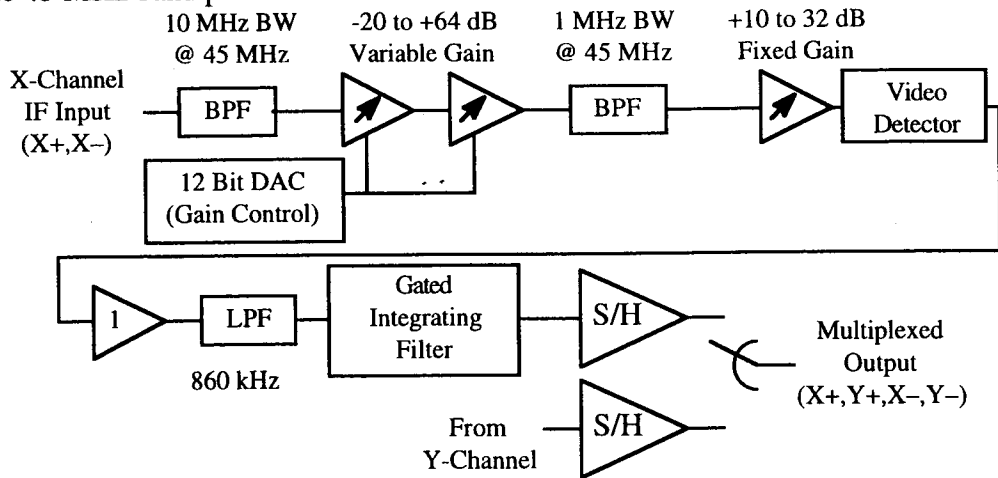 10 MHz BW
@ 45 MHz
-20 to +64 dB
Variable Gain
1 MHz BW
@ 45 MHz
+10 to 32 dB
Fixed Gain
X-Channel
IF Input
(X+,X–)
BPF
BPF
Video
Detector
12 Bit DAC
(Gain Control)
1
LPF
860 kHz
Gated
Integrating
Filter
S/H
Multiplexed
Output
(X+,Y+,X–,Y–)
From
Y-Channel
S/H